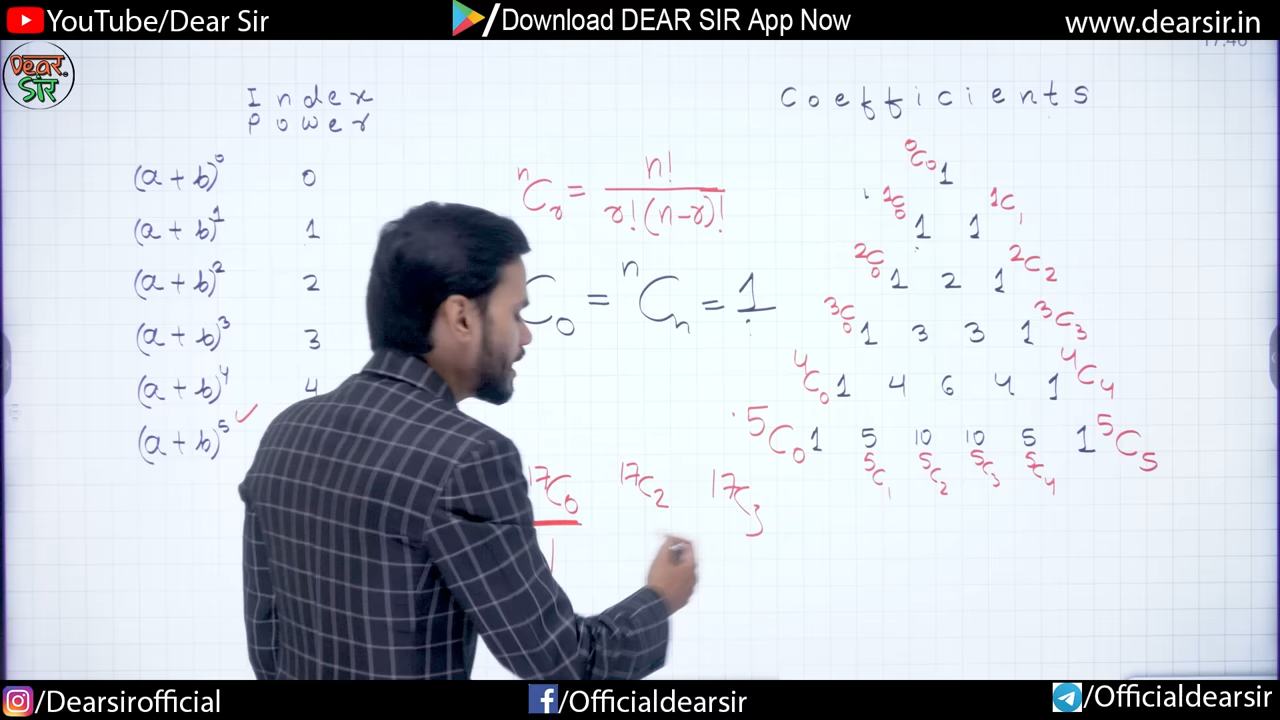 YouTube/Dear Sir
/Download DEAR SIR App Now
www.dearsir.in
Dear Sir
Index Power
Coefficients
(a + b)⁰ 0
(a + b)¹ 1
(a + b)² 2
(a + b)³ 3
(a + b)⁴ 4
(a + b)⁵ ✓
ⁿCᵣ = n! / r!(n-r)!
C₀ = ⁿCₙ = 1
⁰C₀ 1
¹C₀ 1 1 ¹C₁
²C₀ 1 2 1 ²C₂
³C₀ 1 3 3 1 ³C₃
⁴C₀ 1 4 6 4 1 ⁴C₄
⁵C₀ 1 5 10 10 5 1 ⁵C₅
⁵C₁ ⁵C₂ ⁵C₃ ⁵C₄
¹⁷C₀ ¹⁷C₂ ¹⁷C₃
1
/Dearsirofficial
/Officialdearsir
/Officialdearsir